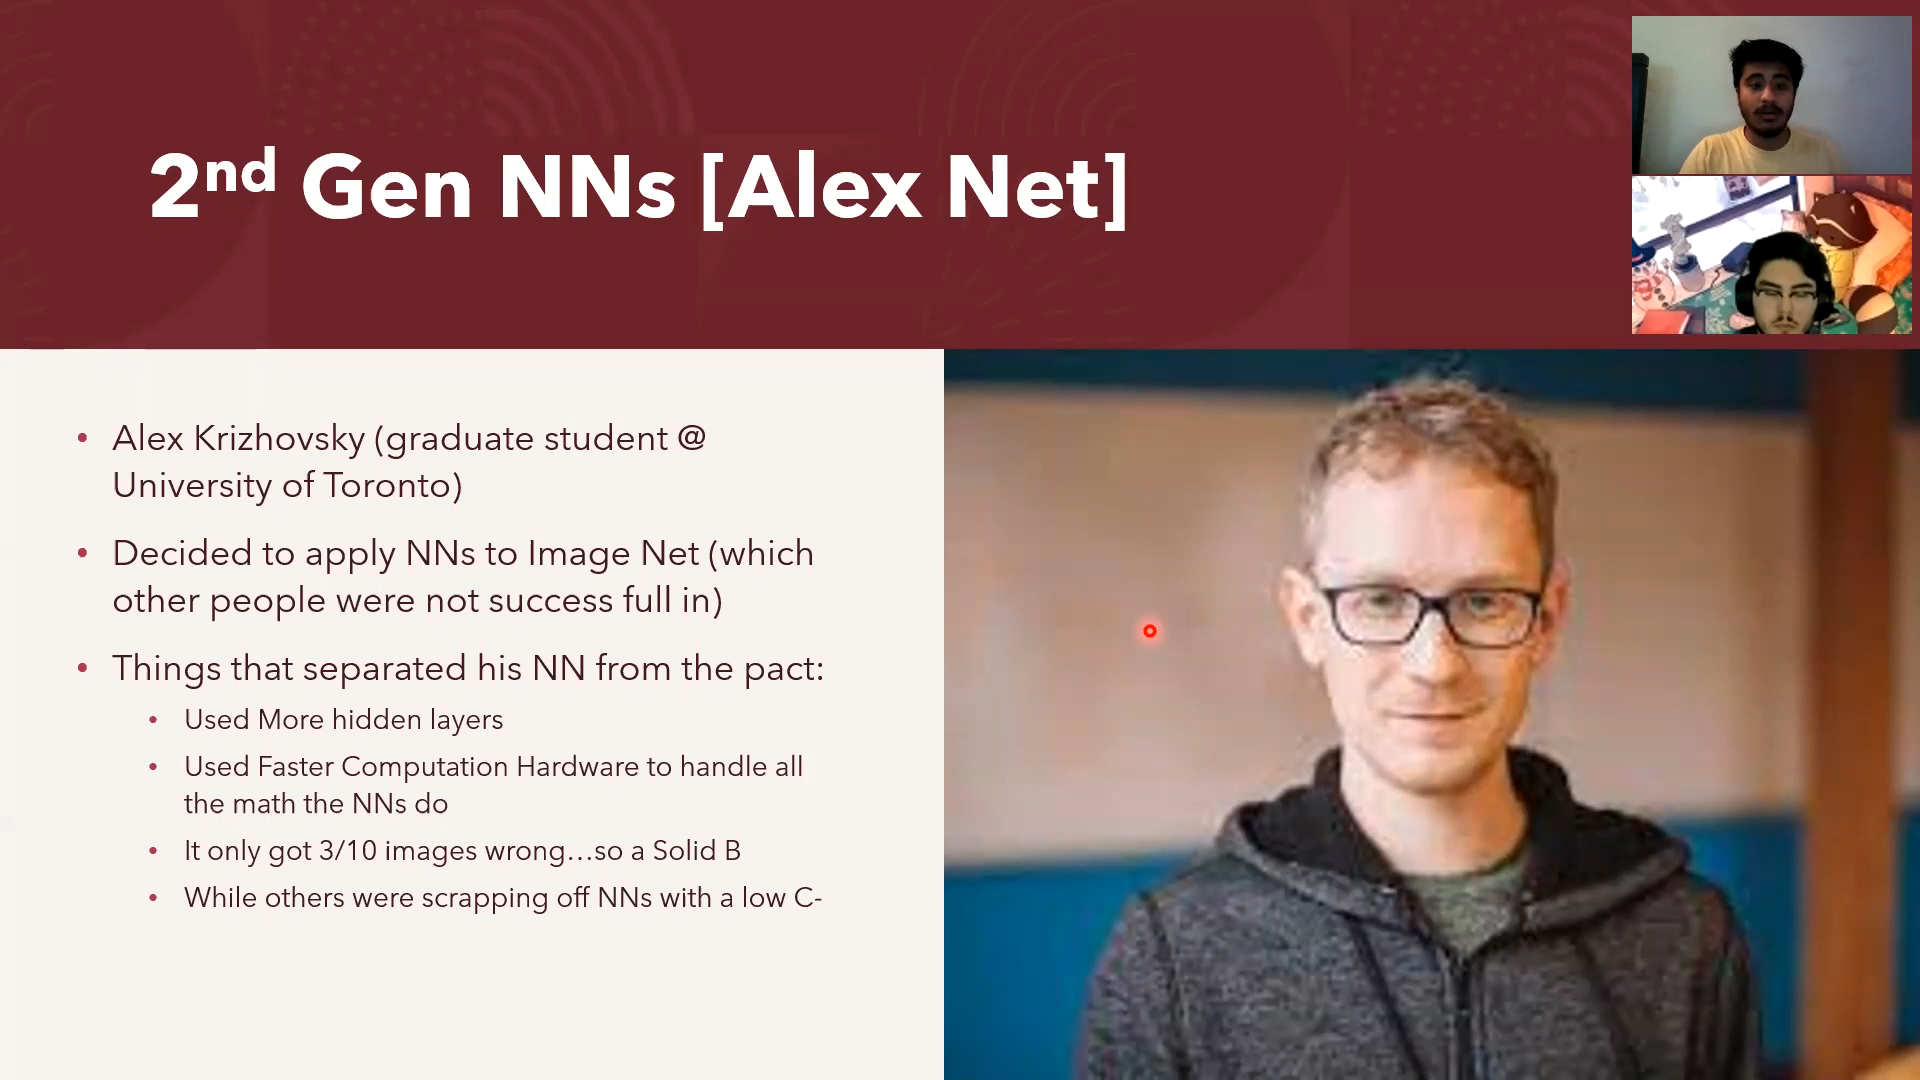 2nd Gen NNs [Alex Net]
Alex Krizhovsky (graduate student @
University of Toronto)
Decided to apply NNs to Image Net (which
other people were not success full in)
Things that separated his NN from the pact:
Used More hidden layers
Used Faster Computation Hardware to handle all
the math the NNs do
It only got 3/10 images wrong...so a Solid B
While others were scrapping off NNs with a low C-